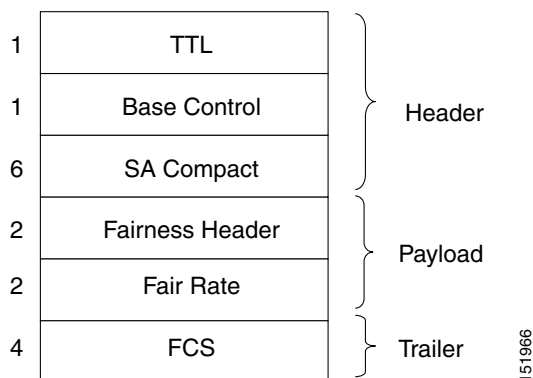 1 TTL
1 Base Control
6 SA Compact
Header
2 Fairness Header
2 Fair Rate
Payload
4 FCS
Trailer
151966